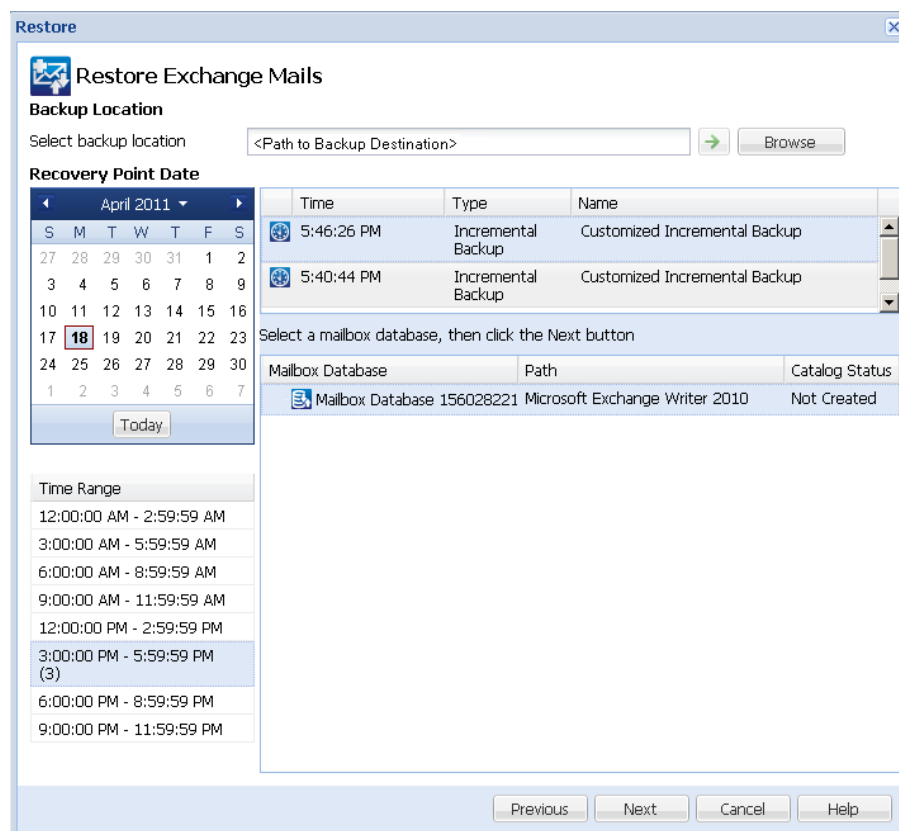 Restore
Restore Exchange Mails
Backup Location
Select backup location <Path to Backup Destination> Browse
Recovery Point Date
April 2011
S M T W T F S
27 28 29 30 31 1 2
3 4 5 6 7 8 9
10 11 12 13 14 15 16
17 18 19 20 21 22 23
24 25 26 27 28 29 30
1 2 3 4 5 6 7
Today
Time Type Name
5:46:26 PM Incremental Backup Customized Incremental Backup
5:40:44 PM Incremental Backup Customized Incremental Backup
Select a mailbox database, then click the Next button
Mailbox Database Path Catalog Status
Mailbox Database 156028221 Microsoft Exchange Writer 2010 Not Created
Time Range
12:00:00 AM - 2:59:59 AM
3:00:00 AM - 5:59:59 AM
6:00:00 AM - 8:59:59 AM
9:00:00 AM - 11:59:59 AM
12:00:00 PM - 2:59:59 PM
3:00:00 PM - 5:59:59 PM
(3)
6:00:00 PM - 8:59:59 PM
9:00:00 PM - 11:59:59 PM
Previous Next Cancel Help